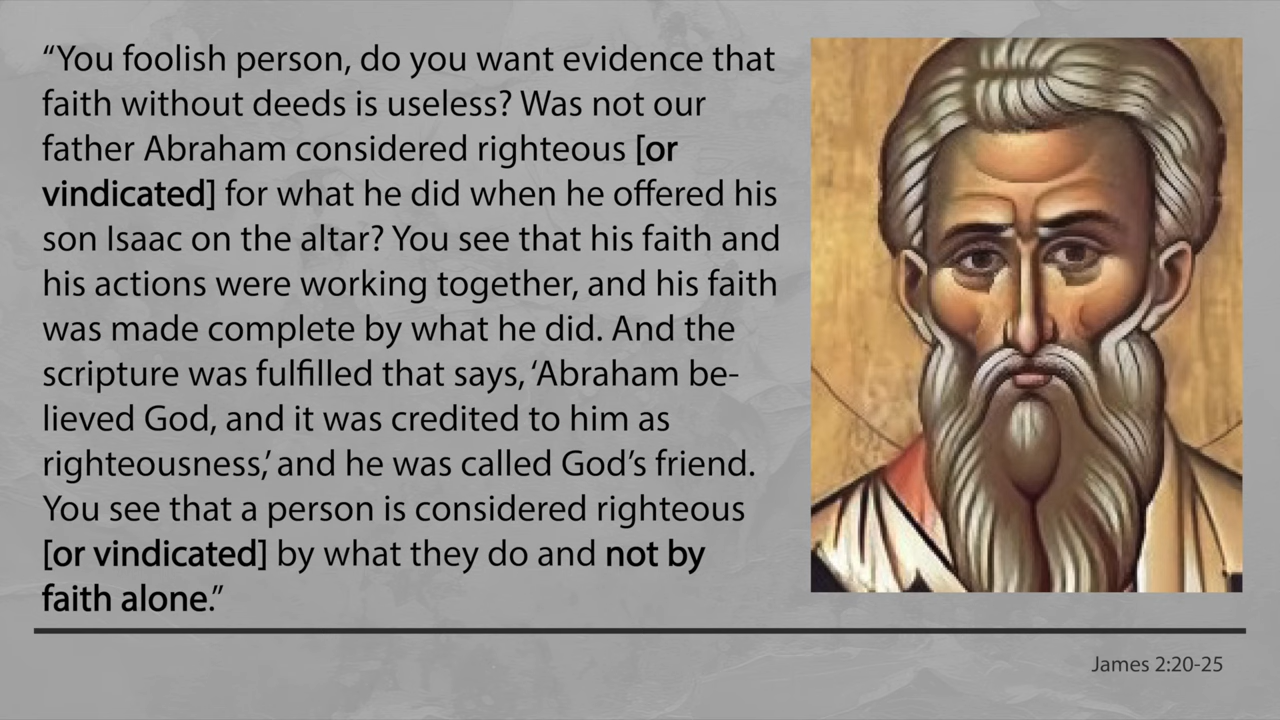 “You foolish person, do you want evidence that
faith without deeds is useless? Was not our
father Abraham considered righteous [or
vindicated] for what he did when he offered his
son Isaac on the altar? You see that his faith and
his actions were working together, and his faith
was made complete by what he did. And the
scripture was fulfilled that says, ‘Abraham be-
lieved God, and it was credited to him as
righteousness,’ and he was called God’s friend.
You see that a person is considered righteous
[or vindicated] by what they do and not by
faith alone.”
James 2:20-25